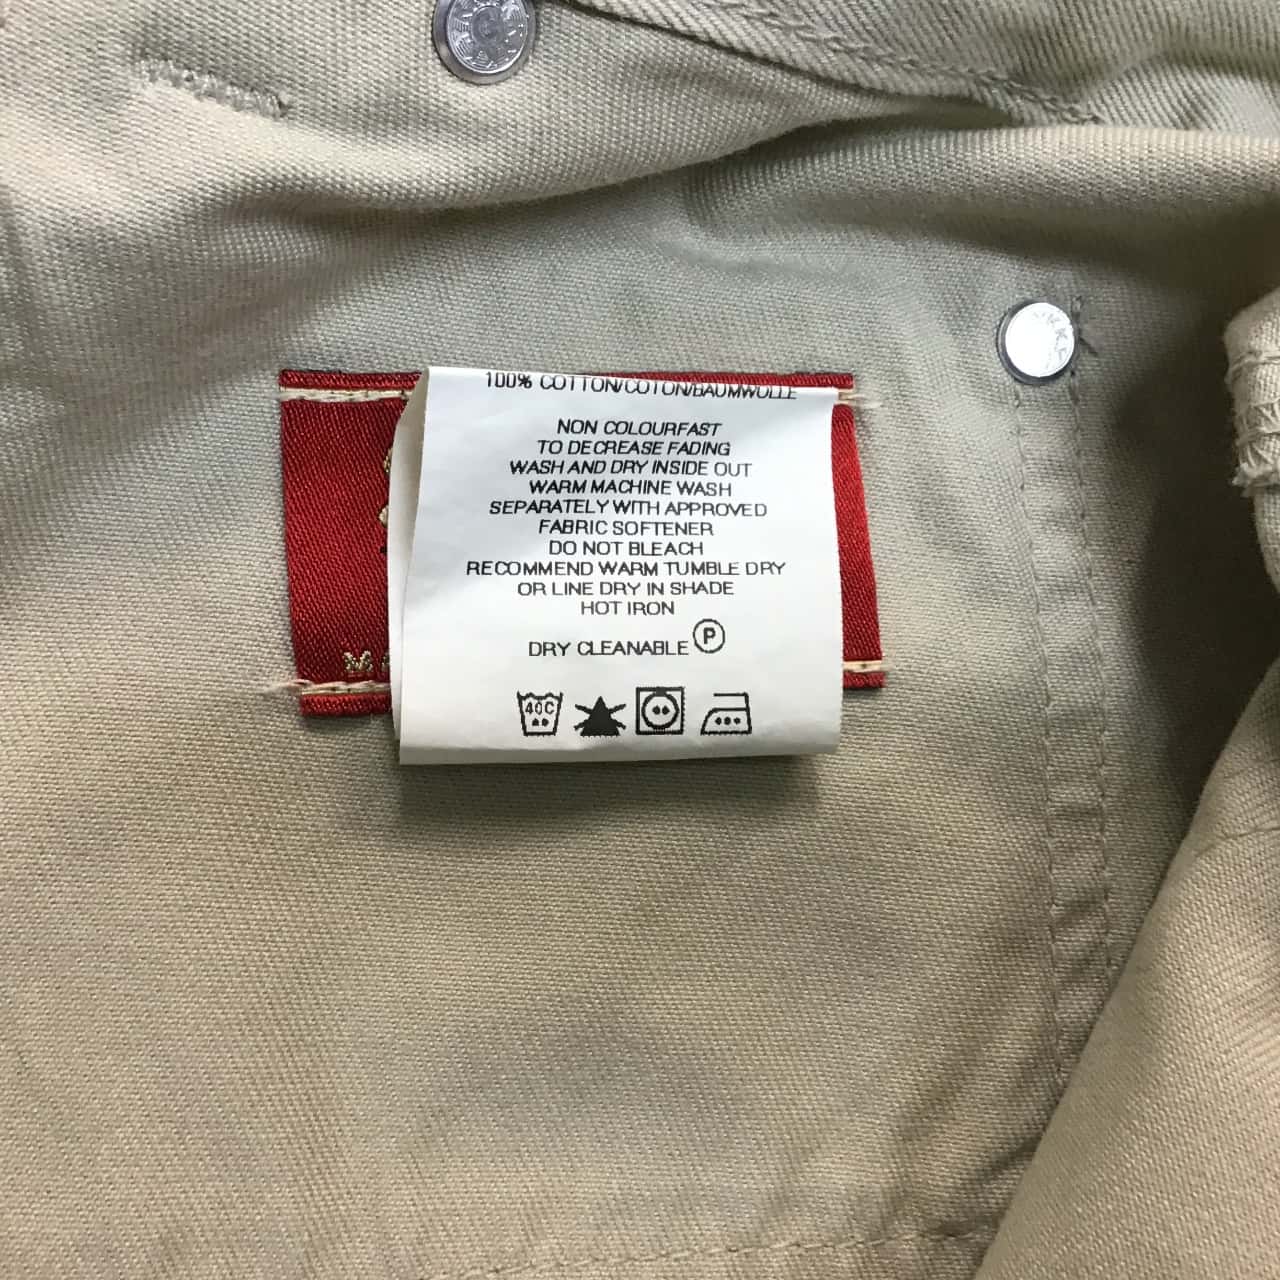 100% COTTON/COTON/BAUMWOLLE
NON COLOURFAST
TO DECREASE FADING
WASH AND DRY INSIDE OUT
WARM MACHINE WASH
SEPARATELY WITH APPROVED
FABRIC SOFTENER
DO NOT BLEACH
RECOMMEND WARM TUMBLE DRY
OR LINE DRY IN SHADE
HOT IRON
DRY CLEANABLE P
40C